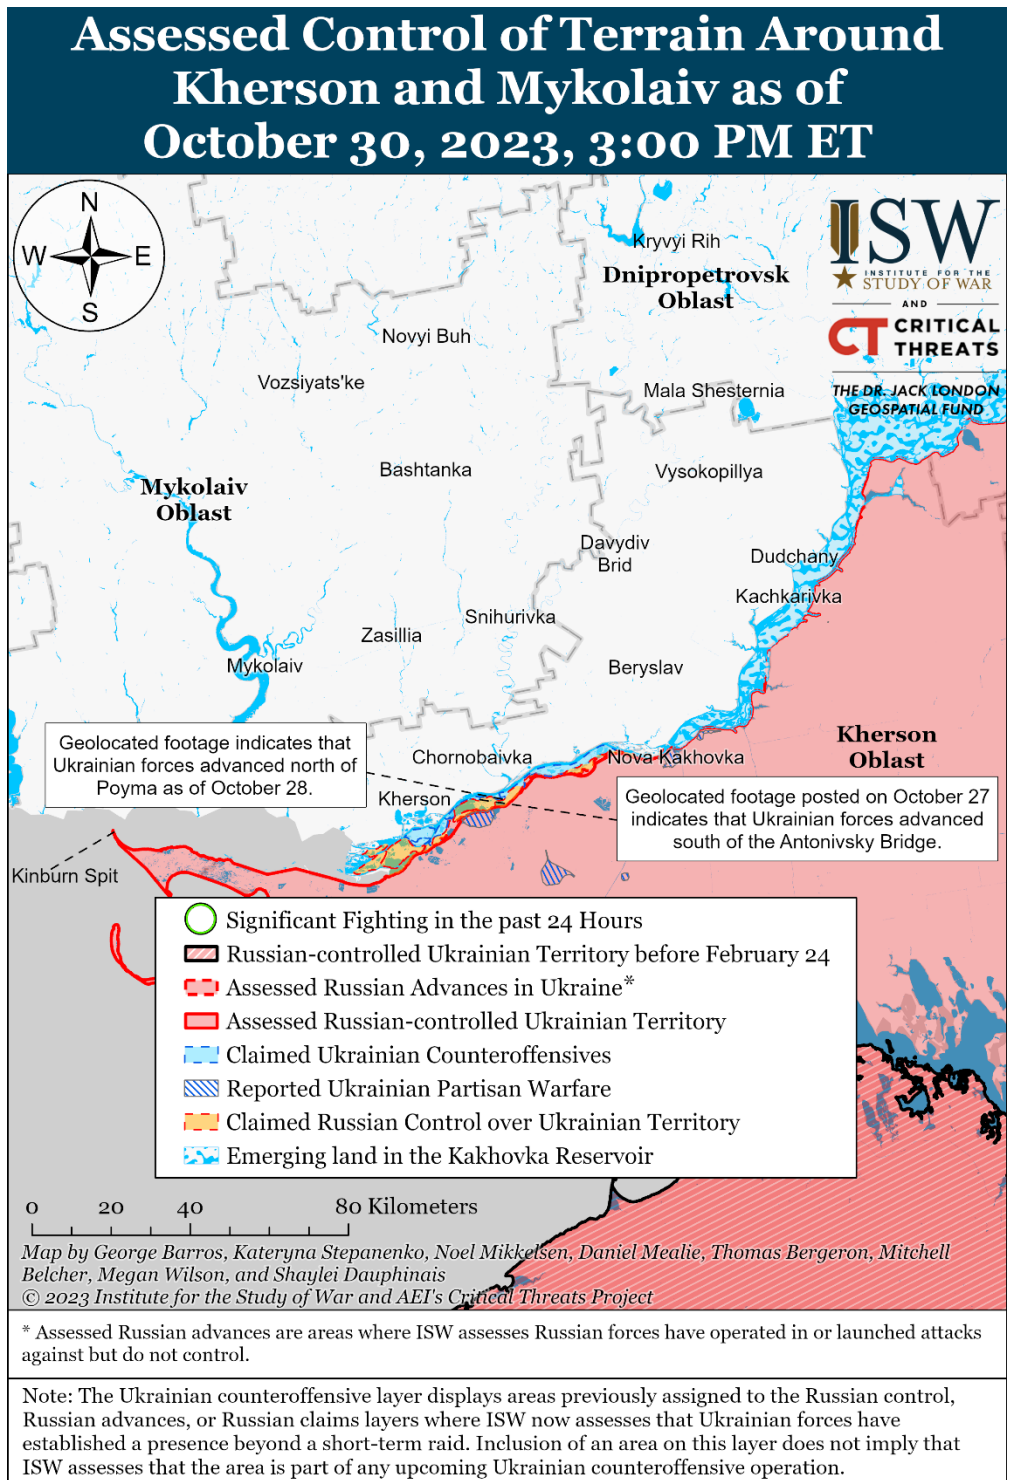 Assessed Control of Terrain Around
Kherson and Mykolaiv as of
October 30, 2023, 3:00 PM ET
N
W
E
S
ISW
INSTITUTE FOR THE
STUDY OF WAR
AND
CT CRITICAL
THREATS
THE DR. JACK LONDON
GEOSPATIAL FUND
Kryvyi Rih
Dnipropetrovsk
Oblast
Novyi Buh
Vozsiyats'ke
Mala Shesternia
Bashtanka
Vysokopillya
Mykolaiv
Oblast
Davydiv
Brid
Dudchany
Kachkarivka
Snihurivka
Zasillia
Mykolaiv
Beryslav
Kherson
Oblast
Geolocated footage indicates that
Ukrainian forces advanced north of
Poyma as of October 28.
Chornobaivka
Nova Kakhovka
Kherson
Geolocated footage posted on October 27
indicates that Ukrainian forces advanced
south of the Antonivsky Bridge.
Kinburn Spit
Significant Fighting in the past 24 Hours
Russian-controlled Ukrainian Territory before February 24
Assessed Russian Advances in Ukraine*
Assessed Russian-controlled Ukrainian Territory
Claimed Ukrainian Counteroffensives
Reported Ukrainian Partisan Warfare
Claimed Russian Control over Ukrainian Territory
Emerging land in the Kakhovka Reservoir
0 20 40 80 Kilometers
Map by George Barros, Kateryna Stepanenko, Noel Mikkelsen, Daniel Mealie, Thomas Bergeron, Mitchell
Belcher, Megan Wilson, and Shaylei Dauphinais
© 2023 Institute for the Study of War and AEI's Critical Threats Project
* Assessed Russian advances are areas where ISW assesses Russian forces have operated in or launched attacks
against but do not control.
Note: The Ukrainian counteroffensive layer displays areas previously assigned to the Russian control,
Russian advances, or Russian claims layers where ISW now assesses that Ukrainian forces have
established a presence beyond a short-term raid. Inclusion of an area on this layer does not imply that
ISW assesses that the area is part of any upcoming Ukrainian counteroffensive operation.